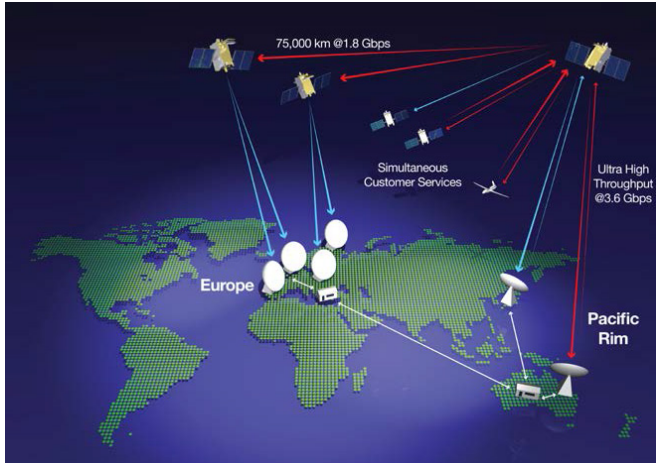 75,000 km @1.8 Gbps
Simultaneous
Customer Services
Ultra High
Throughput
@3.6 Gbps
Europe
Pacific
Rim